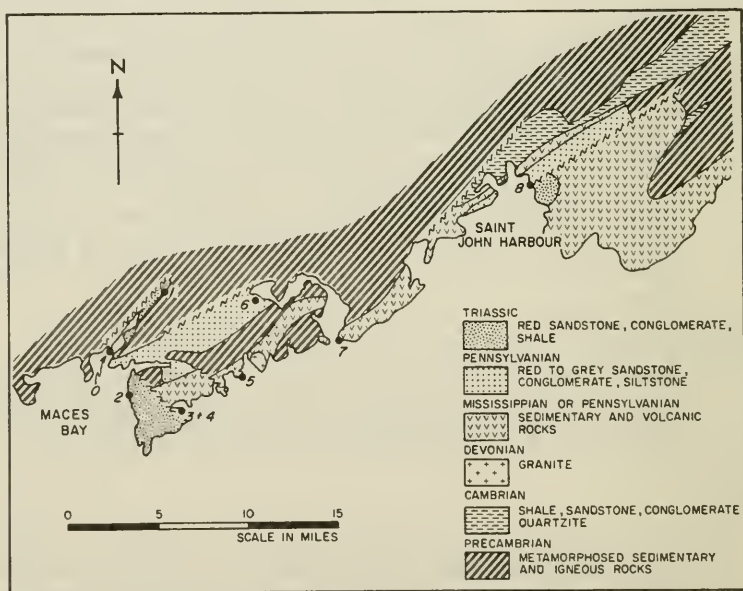 N
8
SAINT
JOHN HARBOUR
6
7
1
0
5
2
3+4
MACES
BAY
0 5 10 15
SCALE IN MILES
TRIASSIC
RED SANDSTONE, CONGLOMERATE,
SHALE
PENNSYLVANIAN
RED TO GREY SANDSTONE,
CONGLOMERATE, SILTSTONE
MISSISSIPPIAN OR PENNSYLVANIAN
SEDIMENTARY AND VOLCANIC
ROCKS
DEVONIAN
GRANITE
CAMBRIAN
SHALE, SANDSTONE, CONGLOMERATE
QUARTZITE
PRECAMBRIAN
METAMORPHOSED SEDIMENTARY
AND IGNEOUS ROCKS